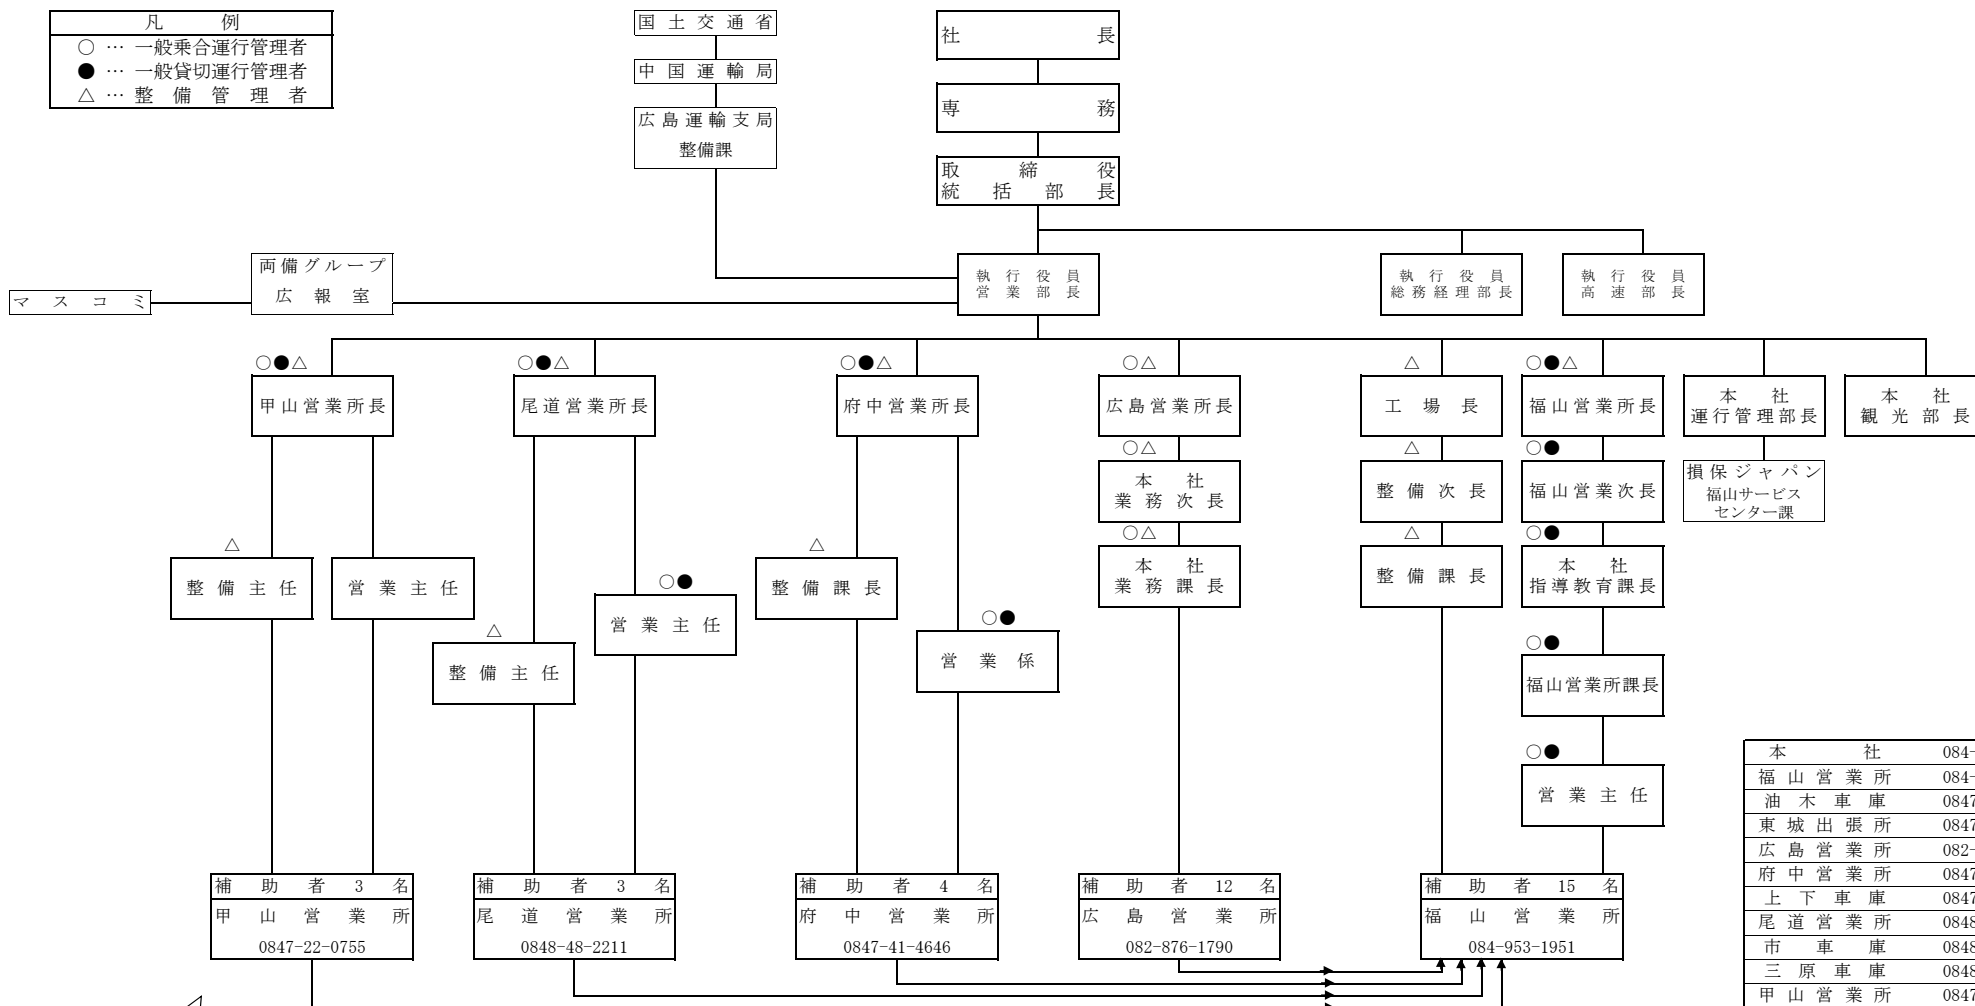 凡 例
○ … 一般乗合運行管理者
● … 一般貸切運行管理者
△ … 整 備 管 理 者
国 土 交 通 省
中 国 運 輸 局
広 島 運 輸 支 局
整備課
社 長
専 務
取 締 役
統 括 部 長
マ ス コ ミ
両 備 グ ル ー プ
広 報 室
執 行 役 員
営 業 部 長
執 行 役 員
総 務 経 理 部 長
執 行 役 員
高 速 部 長
○●△
甲 山 営 業 所 長
○●△
尾 道 営 業 所 長
○●△
府 中 営 業 所 長
○△
広 島 営 業 所 長
△
工 場 長
○●△
福 山 営 業 所 長
本 社
運 行 管 理 部 長
本 社
観 光 部 長
○△
本 社
業 務 次 長
△
整 備 次 長
○●
福 山 営 業 次 長
損 保 ジ ャ パ ン
福山サービス
センター課
△
整 備 主 任
営 業 主 任
△
整 備 主 任
○●
営 業 主 任
△
整 備 課 長
○●
営 業 係
○△
本 社
業 務 課 長
△
整 備 課 長
○●
本 社
指 導 教 育 課 長
○●
福 山 営 業 所 課 長
○●
営 業 主 任
補 助 者 3 名
甲 山 営 業 所
0847-22-0755
補 助 者 3 名
尾 道 営 業 所
0848-48-2211
補 助 者 4 名
府 中 営 業 所
0847-41-4646
補 助 者 12 名
広 島 営 業 所
082-876-1790
補 助 者 15 名
福 山 営 業 所
084-953-1951
本 社 084-
福 山 営 業 所 084-
油 木 車 庫 0847
東 城 出 張 所 0847
広 島 営 業 所 082-
府 中 営 業 所 0847
上 下 車 庫 0847
尾 道 営 業 所 0848
市 車 庫 0848
三 原 車 庫 0848
甲 山 営 業 所 0847